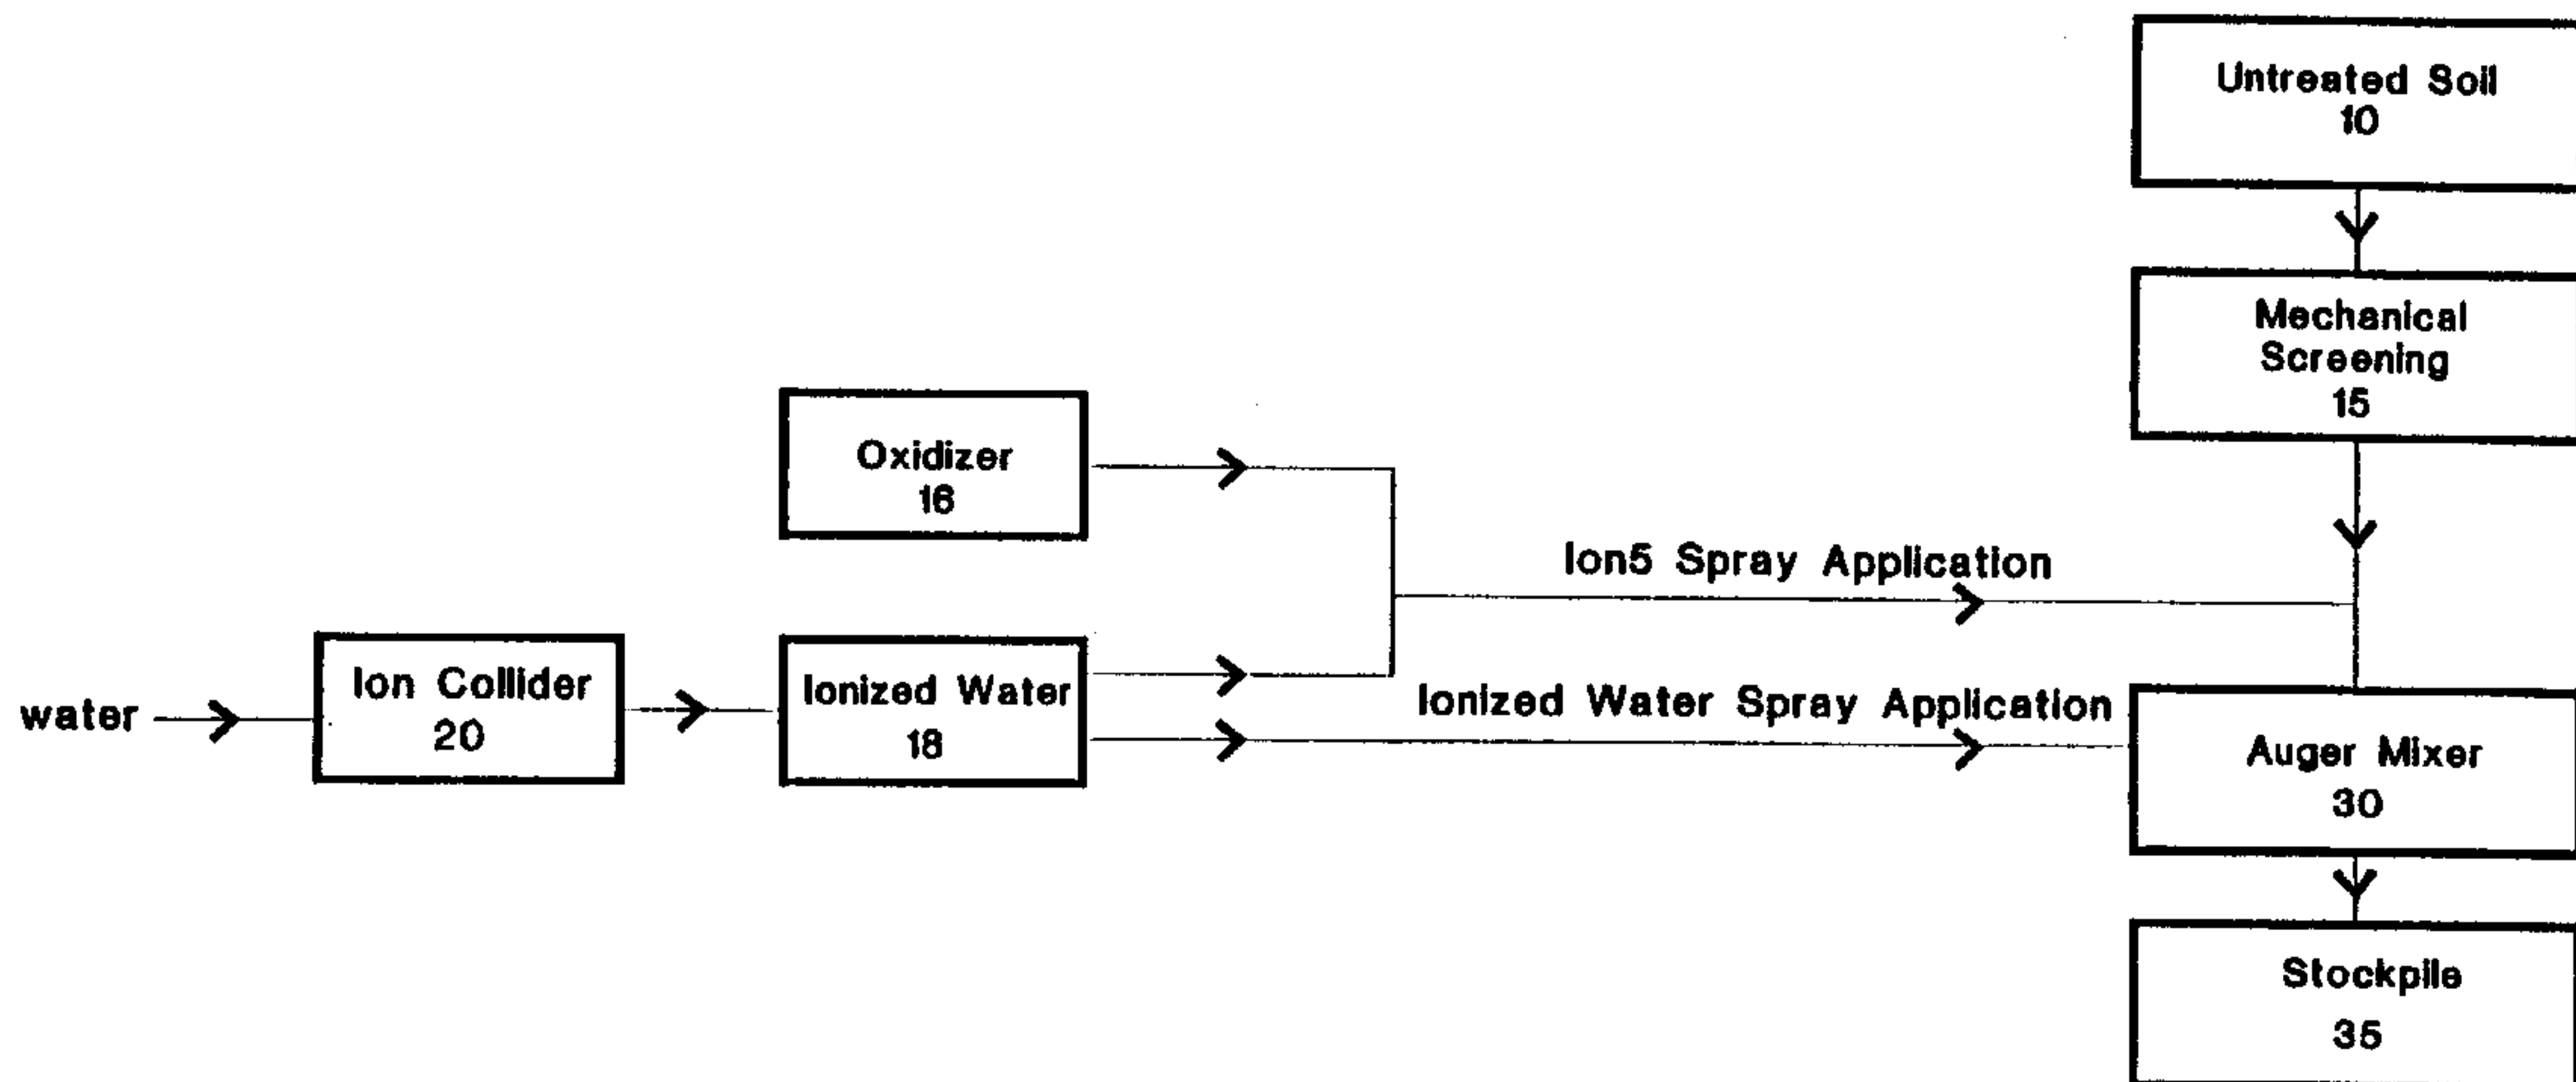 Untreated Soil
10
Mechanical
Screening
15
Oxidizer
16
Ion5 Spray Application
water
Ion Collider
20
Ionized Water
18
Ionized Water Spray Application
Auger Mixer
30
Stockpile
35